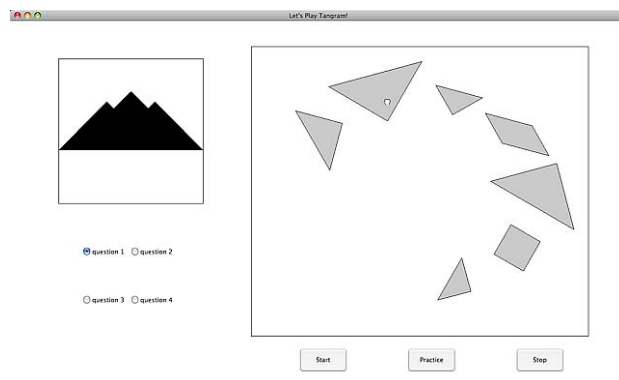 Let's Play Tangram!
question 1 question 2
question 3 question 4
Start Practice Stop